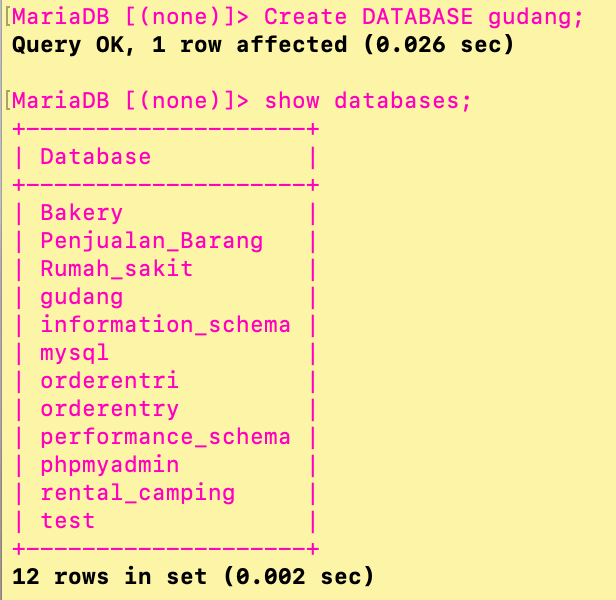 [MariaDB [(none)]> Create DATABASE gudang;
Query OK, 1 row affected (0.026 sec)

[MariaDB [(none)]> show databases;
+--------------------+
| Database           |
+--------------------+
| Bakery             |
| Penjualan_Barang   |
| Rumah_sakit        |
| gudang             |
| information_schema |
| mysql              |
| orderentri         |
| orderentry         |
| performance_schema |
| phpmyadmin         |
| rental_camping     |
| test               |
+--------------------+
12 rows in set (0.002 sec)